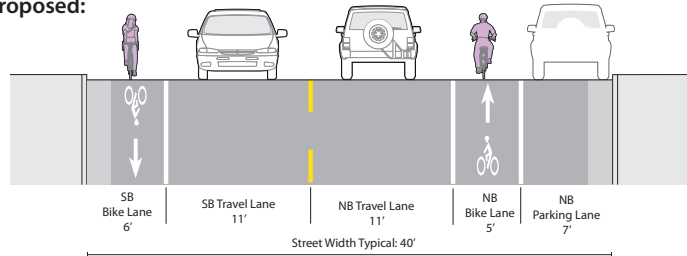 roposed:
SB
Bike Lane
6’
SB Travel Lane
11’
NB Travel Lane
11’
NB
Bike Lane
5’
NB
Parking Lane
7’
Street Width Typical: 40’